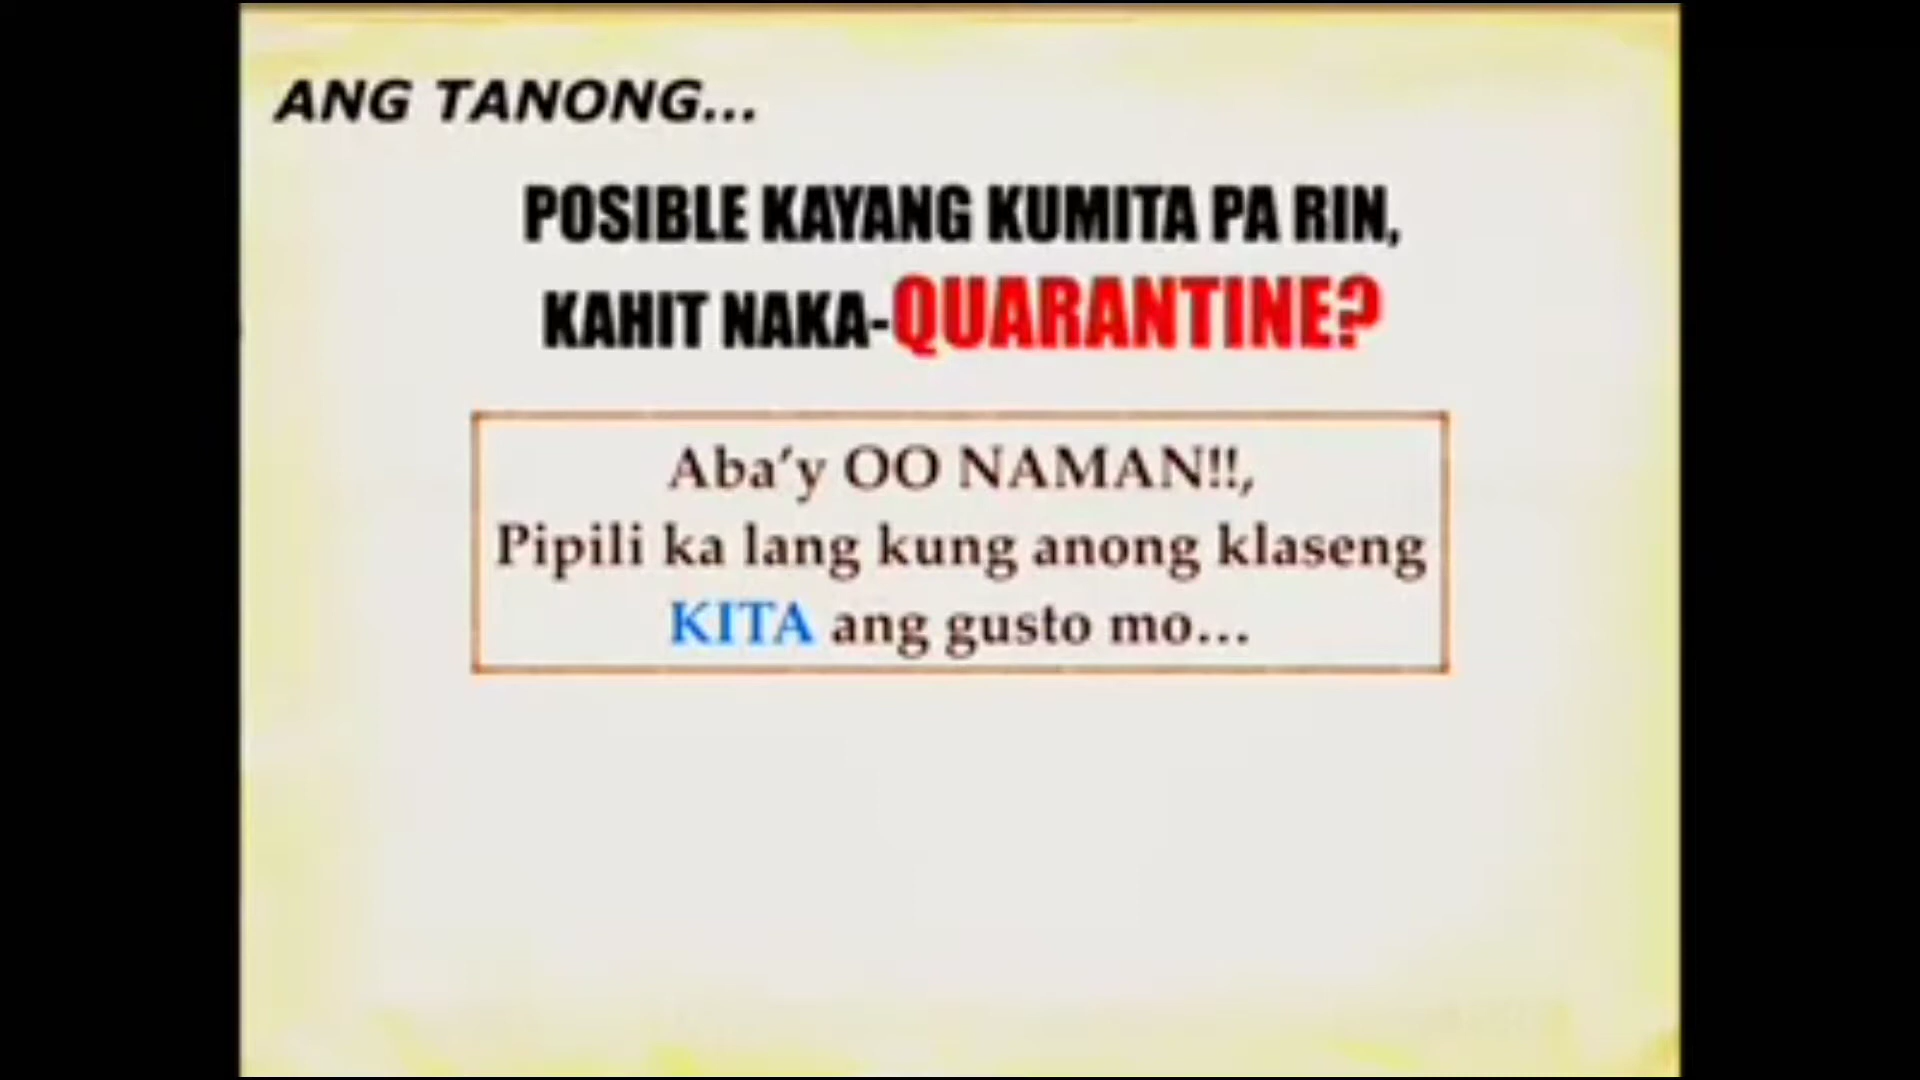 ANG TANONG...
POSIBLE KAYANG KUMITA PA RIN,
KAHIT NAKA-QUARANTINE?
Aba'y OO NAMAN!!,
Pipili ka lang kung anong klaseng
KITA ang gusto mo...